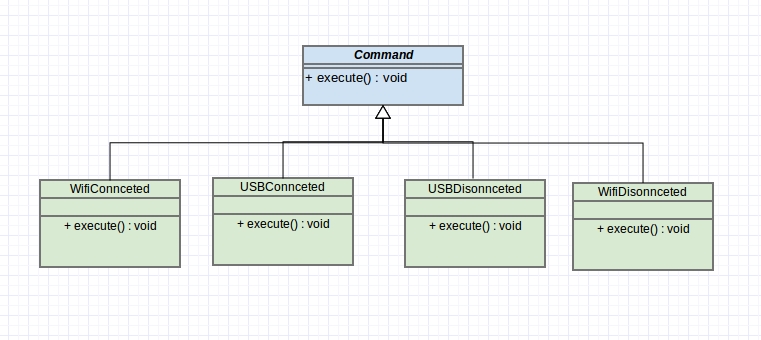 Command
+ execute() : void
WifiConnceted
+ execute() : void
USBConnceted
+ execute() : void
USBDisonnceted
+ execute() : void
WifiDisonnceted
+ execute() : void